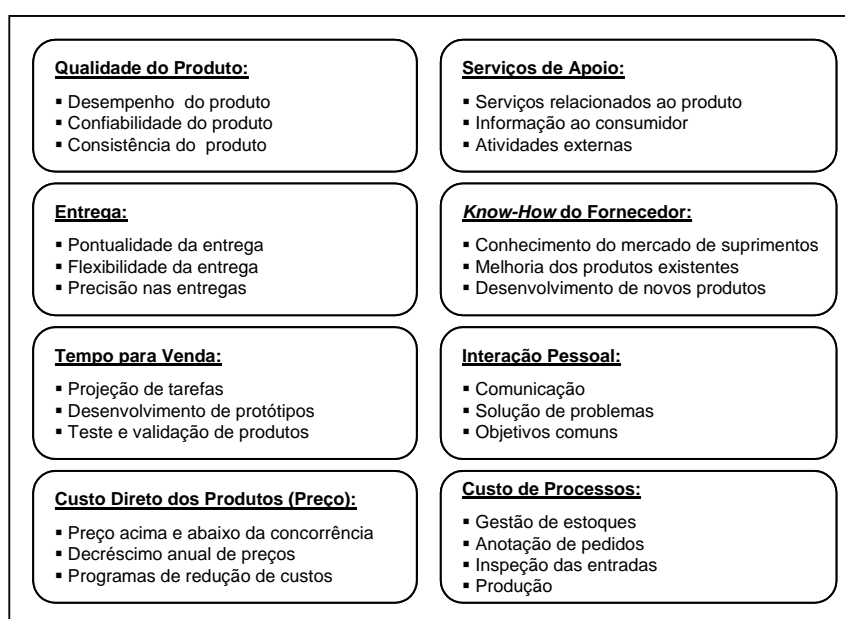 Qualidade do Produto:
▪ Desempenho do produto
▪ Confiabilidade do produto
▪ Consistência do produto
Serviços de Apoio:
▪ Serviços relacionados ao produto
▪ Informação ao consumidor
▪ Atividades externas
Entrega:
▪ Pontualidade da entrega
▪ Flexibilidade da entrega
▪ Precisão nas entregas
Know-How do Fornecedor:
▪ Conhecimento do mercado de suprimentos
▪ Melhoria dos produtos existentes
▪ Desenvolvimento de novos produtos
Tempo para Venda:
▪ Projeção de tarefas
▪ Desenvolvimento de protótipos
▪ Teste e validação de produtos
Interação Pessoal:
▪ Comunicação
▪ Solução de problemas
▪ Objetivos comuns
Custo Direto dos Produtos (Preço):
▪ Preço acima e abaixo da concorrência
▪ Decréscimo anual de preços
▪ Programas de redução de custos
Custo de Processos:
▪ Gestão de estoques
▪ Anotação de pedidos
▪ Inspeção das entradas
▪ Produção